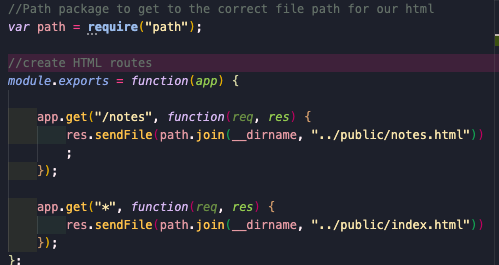 //Path package to get to the correct file path for our html
var path = require("path");
//create HTML routes
module.exports = function(app) {
app.get("/notes", function(req, res) {
res.sendFile(path.join(__dirname, "../public/notes.html"))
;
});
app.get("*", function(req, res) {
res.sendFile(path.join(__dirname, "../public/index.html"))
});
};